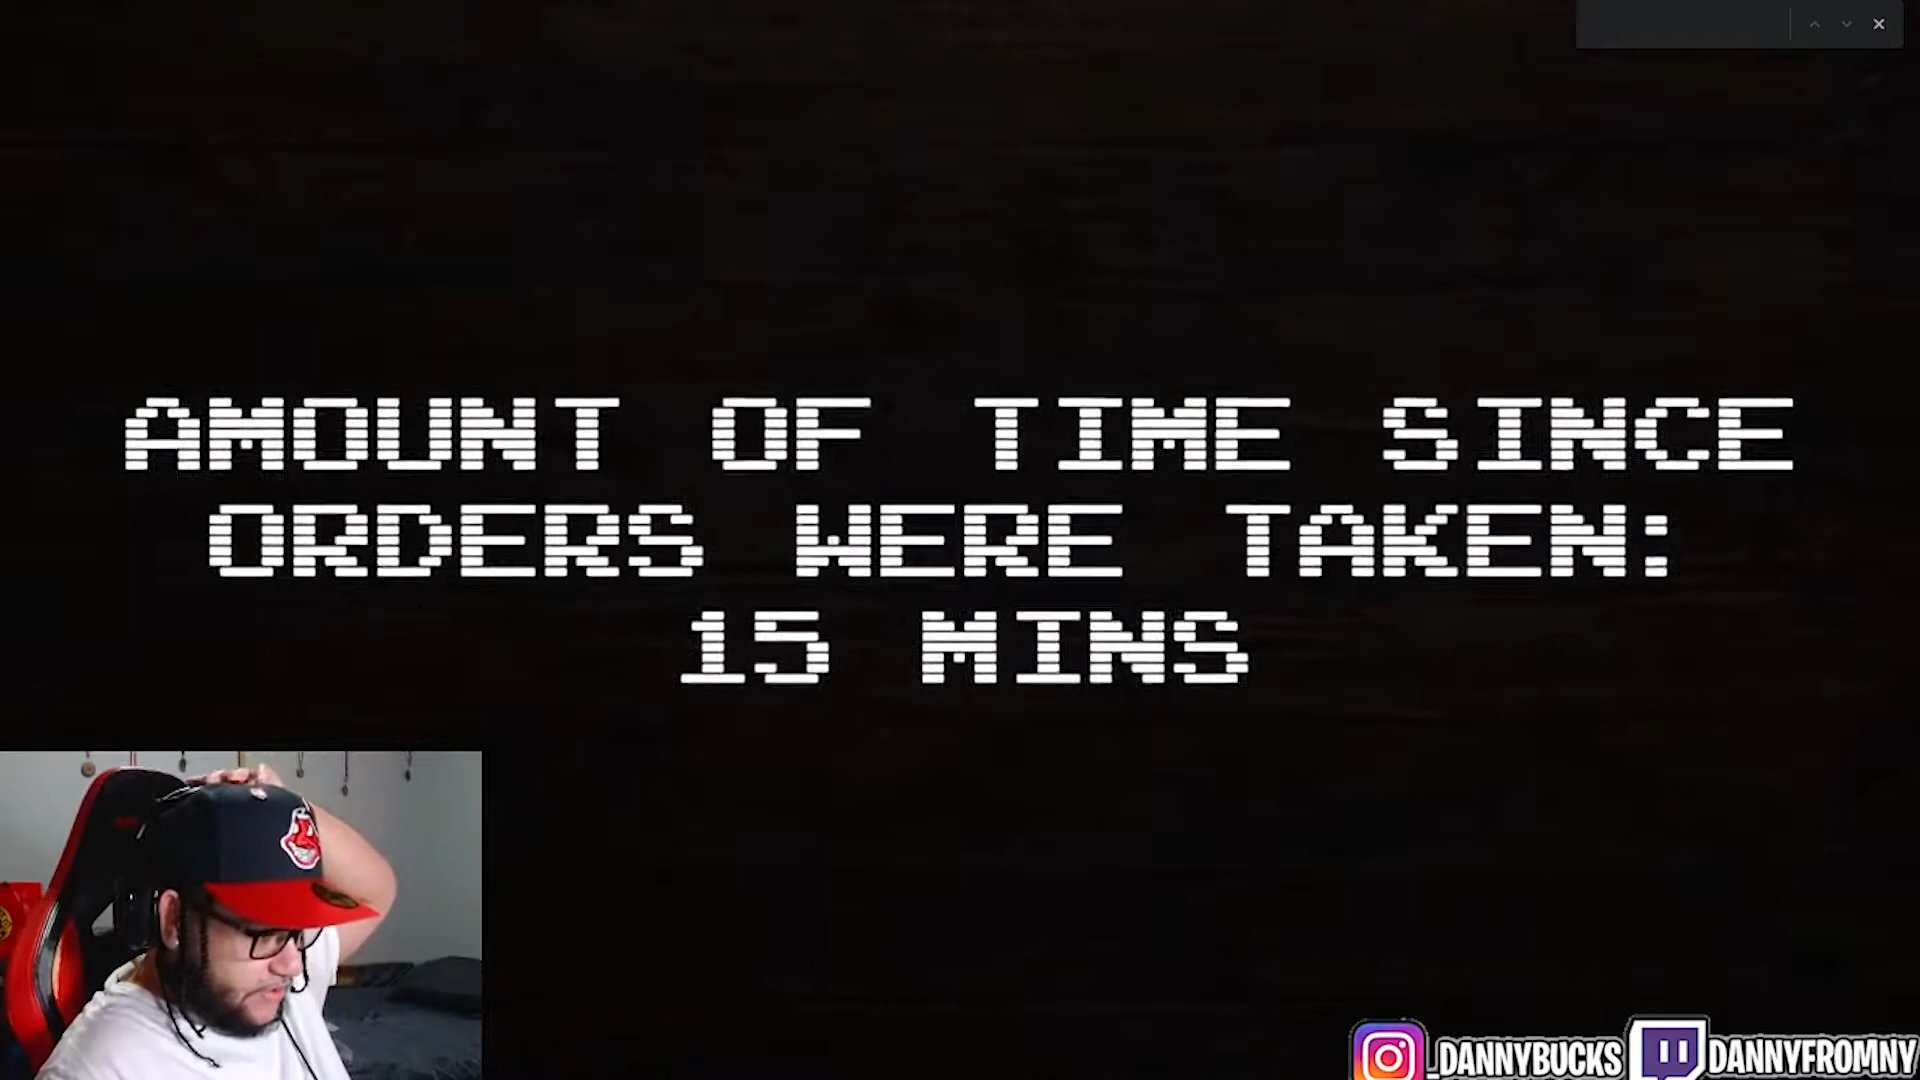 AMOUNT OF TIME SINCE
ORDERS WERE TAKEN:
15 MINS
_DANNYBUCKS
DANNYFROMNY